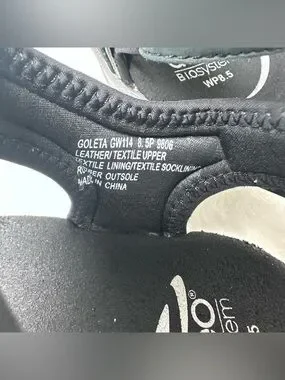 BIOSYSTEM
WP8.5
GOLETA GW114 8.5P 9806
LEATHER/TEXTILE UPPER
TEXTILE LINING/TEXTILE SOCKLINING
RUBBER OUTSOLE
MADE IN CHINA